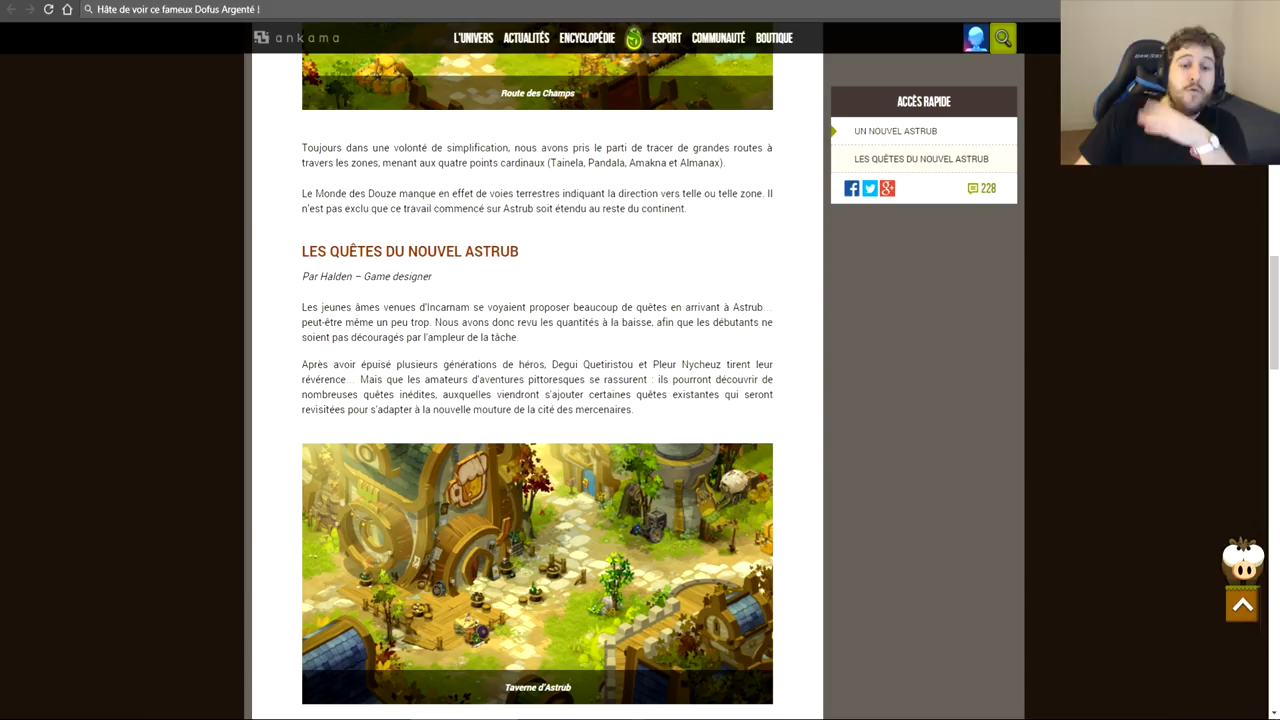 Hâte de voir ce fameux Dofus Argenté !
ankama
L'UNIVERS
ACTUALITÉS
ENCYCLOPÉDIE
ESPORT
COMMUNAUTÉ
BOUTIQUE
Route des Champs
ACCÈS RAPIDE
UN NOUVEL ASTRUB
LES QUÊTES DU NOUVEL ASTRUB
228
Toujours dans une volonté de simplification, nous avons pris le parti de tracer de grandes routes à
travers les zones, menant aux quatre points cardinaux (Tainela, Pandala, Amakna et Almanax).
Le Monde des Douze manque en effet de voies terrestres indiquant la direction vers telle ou telle zone. Il
n'est pas exclu que ce travail commencé sur Astrub soit étendu au reste du continent.
LES QUÊTES DU NOUVEL ASTRUB
Par Halden – Game designer
Les jeunes âmes venues d'Incarnam se voyaient proposer beaucoup de quêtes en arrivant à Astrub...
peut-être même un peu trop. Nous avons donc revu les quantités à la baisse, afin que les débutants ne
soient pas découragés par l'ampleur de la tâche.
Après avoir épuisé plusieurs générations de héros, Degui Quetiristou et Pleur Nycheuz tirent leur
révérence... Mais que les amateurs d'aventures pittoresques se rassurent : ils pourront découvrir de
nombreuses quêtes inédites, auxquelles viendront s'ajouter certaines quêtes existantes qui seront
revisitées pour s'adapter à la nouvelle mouture de la cité des mercenaires.
Taverne d'Astrub